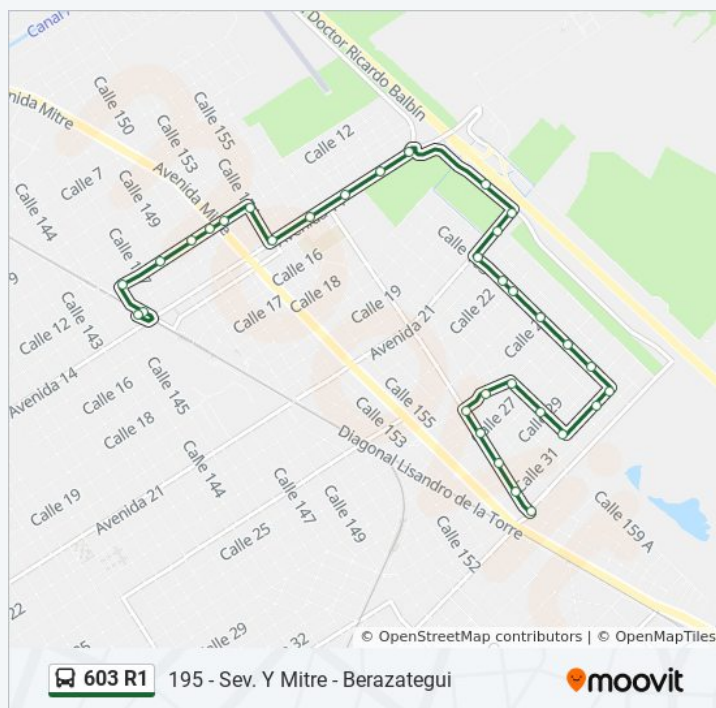 Canal
Doctor Ricardo Balbín
enida Mitre
Calle 150
Calle 155
Calle 153
Calle 12
Calle 7
Calle 149
Avenida Mitre
Calle 144
Calle 16
Calle 18
Calle 17
Calle 19
Calle 22
Calle 12
Calle 143
Avenida 21
Avenida 14
Calle 16
Calle 145
Calle 18
Calle 155
Calle 153
Calle 27
Calle 29
Calle 31
Calle 144
Diagonal Lisandro de la Torre
Calle 19
Avenida 21
Calle 147
Calle 149
Calle 159 A
Calle 25
Calle 152
22
Calle 29
32
© OpenStreetMap contributors | © OpenMapTiles
603 R1 195 - Sev. Y Mitre - Berazategui
moovit